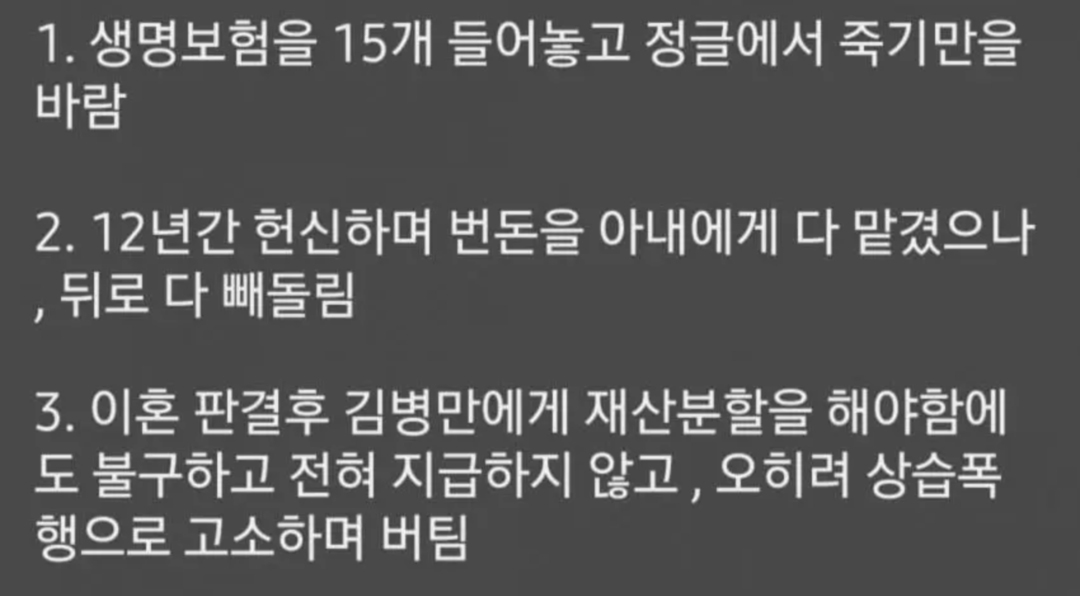 1. 생명보험을 15개 들어놓고 정글에서 죽기만을
바람
2. 12년간 헌신하며 번돈을 아내에게 다 맡겼으나
, 뒤로 다 빼돌림
3. 이혼 판결후 김병만에게 재산분할을 해야함에
도 불구하고 전혀 지급하지 않고 , 오히려 상습폭
행으로 고소하며 버팀